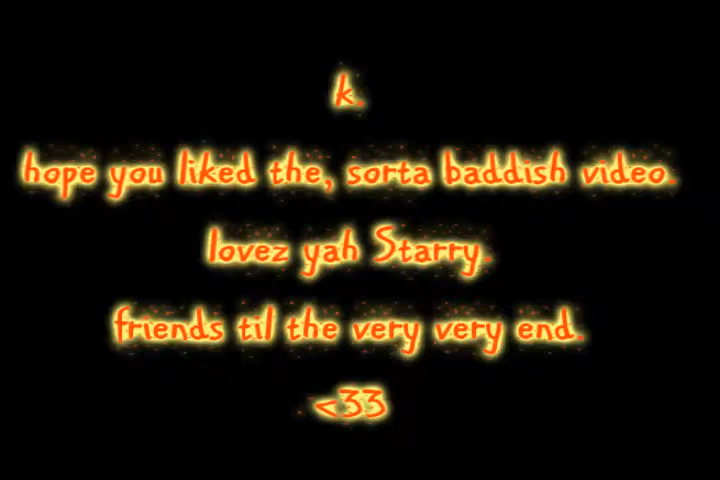 k.
hope you liked the, sorta baddish video.
lovez yah Starry.
friends til the very very end.
<33